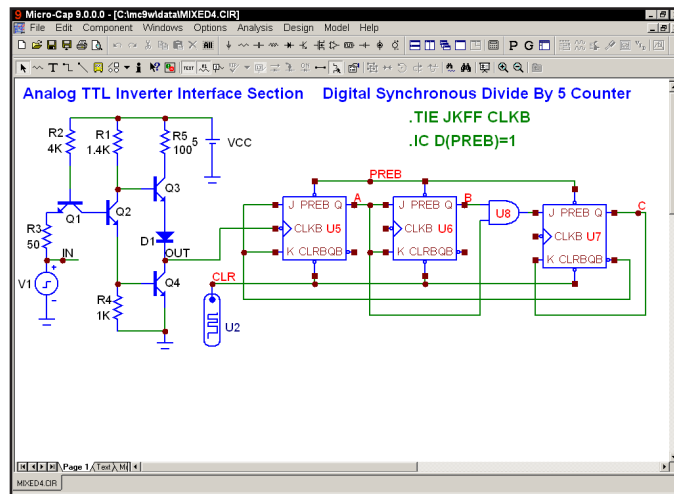 9 Micro-Cap 9.0.0.0 - [C:\mc9w\data\MIXED4.CIR]
File Edit Component Windows Options Analysis Design Model Help
All
P G
T
TEXT
Analog TTL Inverter Interface Section Digital Synchronous Divide By 5 Counter
.TIE JKFF CLKB
.IC D(PREB)=1
R2
4K
R1
1.4K
R5
100
5
VCC
Q3
Q1
Q2
R3
50
IN
D1
OUT
V1
R4
1K
Q4
CLR
U2
PREB
A
B
C
J PREB Q
CLKB U5
K CLRBQB
J PREB Q
CLKB U6
K CLRBQB
U8
J PREB Q
CLKB U7
K CLRBQB
Page 1 Text
MIXED4.CIR